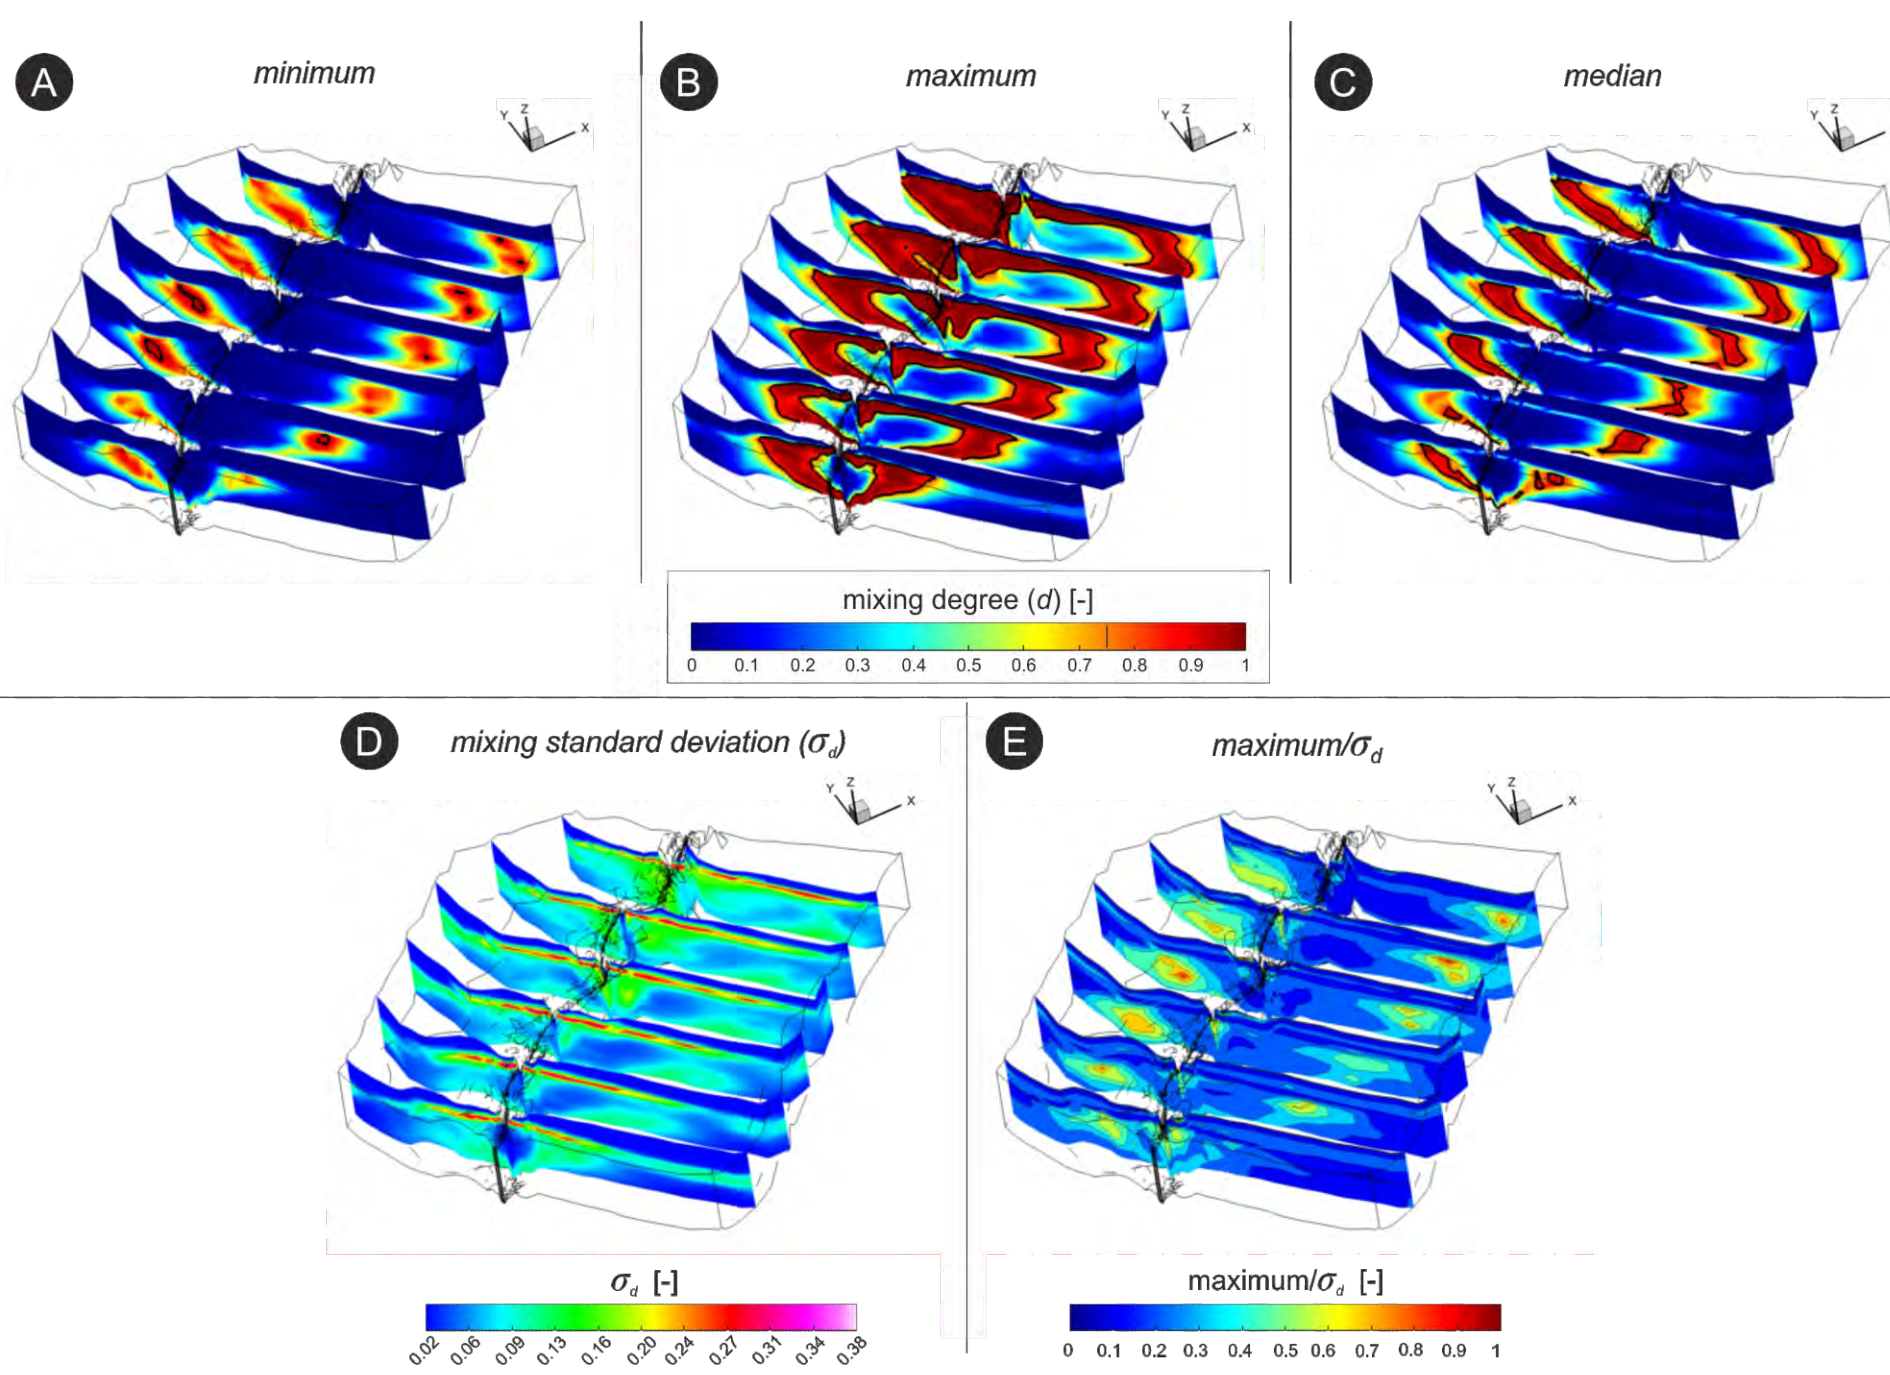 A minimum
Y Z X
B maximum
Y Z X
C median
Y Z
mixing degree (d) [-]
0 0.1 0.2 0.3 0.4 0.5 0.6 0.7 0.8 0.9 1
D mixing standard deviation (σd)
Y Z X
E maximum/σd
Y Z X
σd [-]
0.02 0.06 0.09 0.13 0.16 0.20 0.24 0.27 0.31 0.34 0.38
maximum/σd [-]
0 0.1 0.2 0.3 0.4 0.5 0.6 0.7 0.8 0.9 1